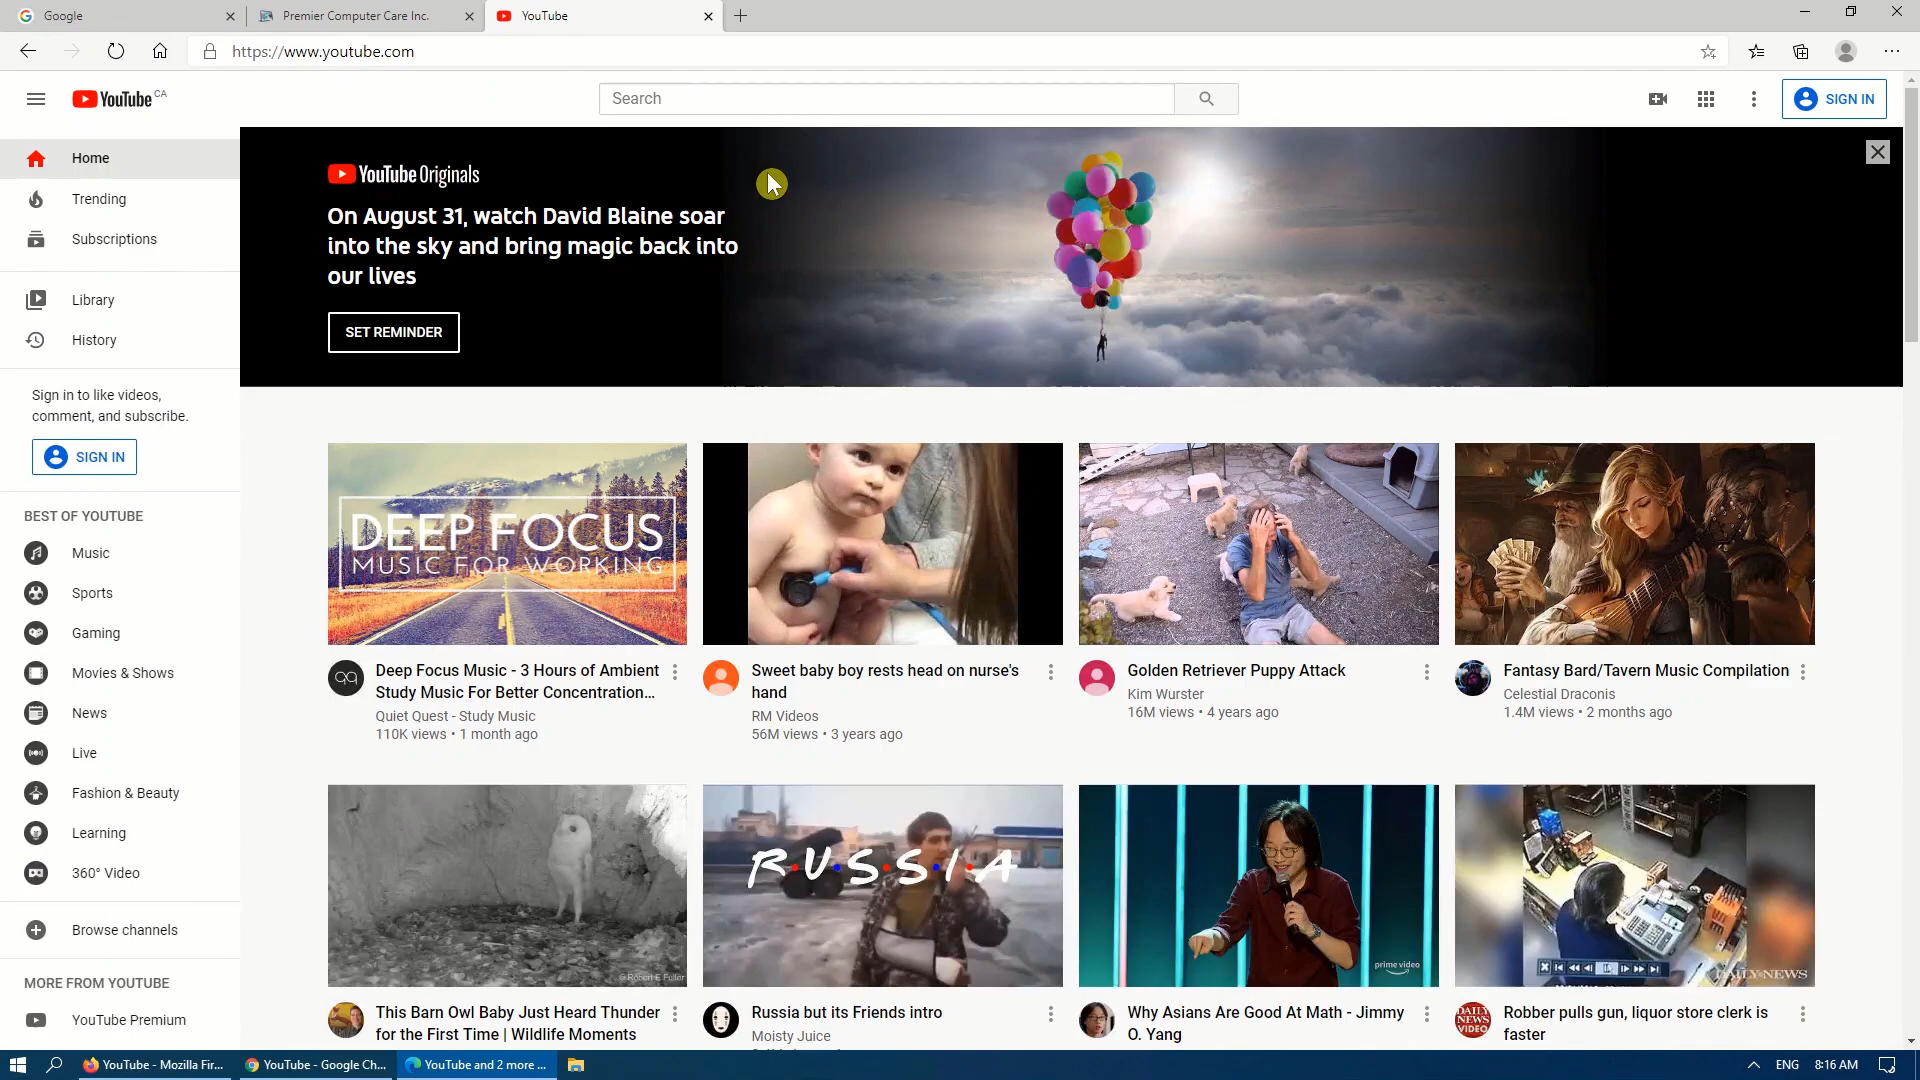 Google
Premier Computer Care Inc.
YouTube
https://www.youtube.com
YouTube CA
Search
SIGN IN
Home
Trending
Subscriptions
Library
History
Sign in to like videos,
comment, and subscribe.
SIGN IN
BEST OF YOUTUBE
Music
Sports
Gaming
Movies & Shows
News
Live
Fashion & Beauty
Learning
360° Video
Browse channels
MORE FROM YOUTUBE
YouTube Premium
YouTube Originals
On August 31, watch David Blaine soar
into the sky and bring magic back into
our lives
SET REMINDER
DEEP FOCUS
MUSIC FOR WORKING
Deep Focus Music - 3 Hours of Ambient
Study Music For Better Concentration...
Quiet Quest - Study Music
110K views • 1 month ago
Sweet baby boy rests head on nurse's
hand
RM Videos
56M views • 3 years ago
Golden Retriever Puppy Attack
Kim Wurster
16M views • 4 years ago
Fantasy Bard/Tavern Music Compilation
Celestial Draconis
1.4M views • 2 months ago
© Robert E Fuller
This Barn Owl Baby Just Heard Thunder
for the First Time | Wildlife Moments
R•U•S•S•I•A
Russia but its Friends intro
Moisty Juice
prime video
Why Asians Are Good At Math - Jimmy
O. Yang
DAILY NEWS
DAILY NEWS VIDEO
Robber pulls gun, liquor store clerk is
faster
YouTube - Mozilla Fir...
YouTube - Google Ch...
YouTube and 2 more ...
ENG
8:16 AM